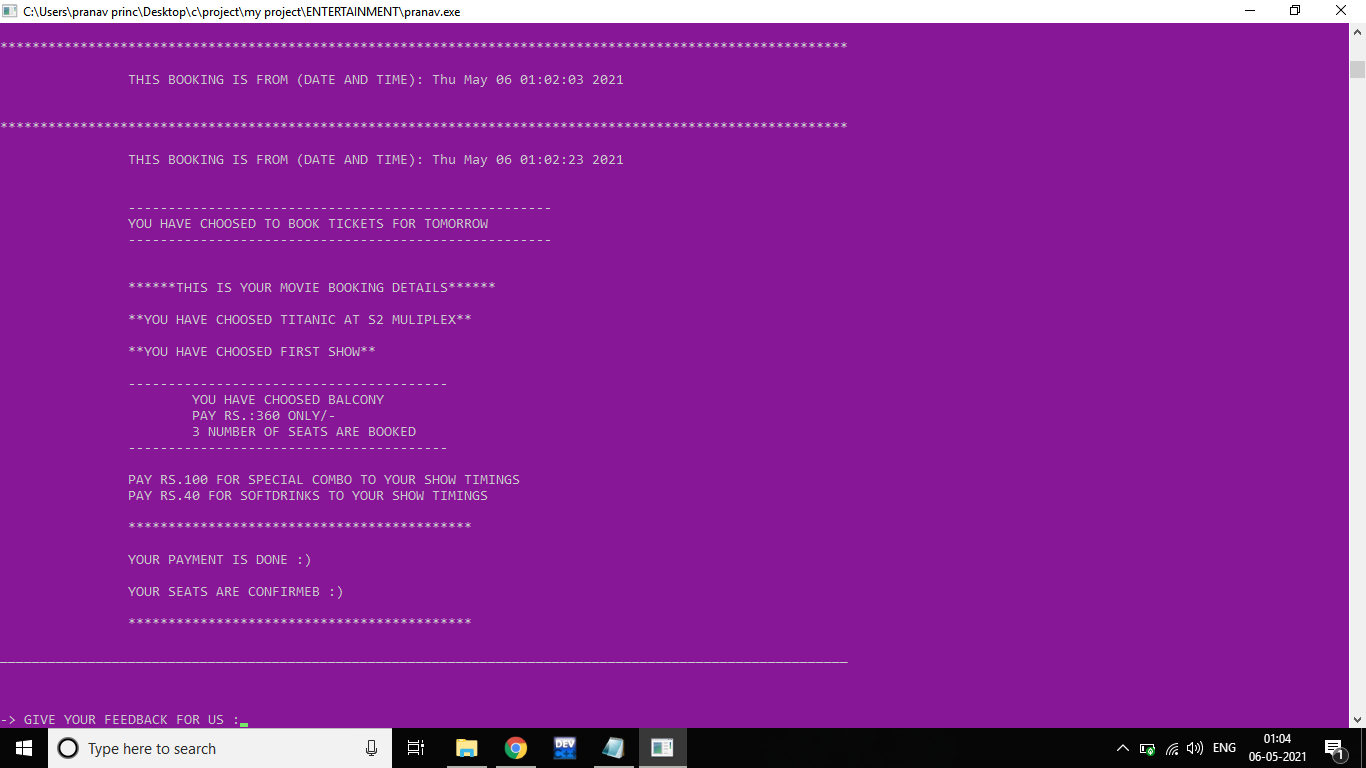 C:\Users\pranav princ\Desktop\c\project\my project\ENTERTAINMENT\pranav.exe
**********************************************************************************************************
THIS BOOKING IS FROM (DATE AND TIME): Thu May 06 01:02:03 2021
**********************************************************************************************************
THIS BOOKING IS FROM (DATE AND TIME): Thu May 06 01:02:23 2021
-----------------------------------------------------
YOU HAVE CHOOSED TO BOOK TICKETS FOR TOMORROW
-----------------------------------------------------
******THIS IS YOUR MOVIE BOOKING DETAILS******
**YOU HAVE CHOOSED TITANIC AT S2 MULIPLEX**
**YOU HAVE CHOOSED FIRST SHOW**
----------------------------------------
YOU HAVE CHOOSED BALCONY
PAY RS.:360 ONLY/-
3 NUMBER OF SEATS ARE BOOKED
----------------------------------------
PAY RS.100 FOR SPECIAL COMBO TO YOUR SHOW TIMINGS
PAY RS.40 FOR SOFTDRINKS TO YOUR SHOW TIMINGS
*******************************************
YOUR PAYMENT IS DONE :)
YOUR SEATS ARE CONFIRMEB :)
*******************************************
__________________________________________________________________________________________________________
-> GIVE YOUR FEEDBACK FOR US :
Type here to search
DEV
ENG
01:04
06-05-2021
1